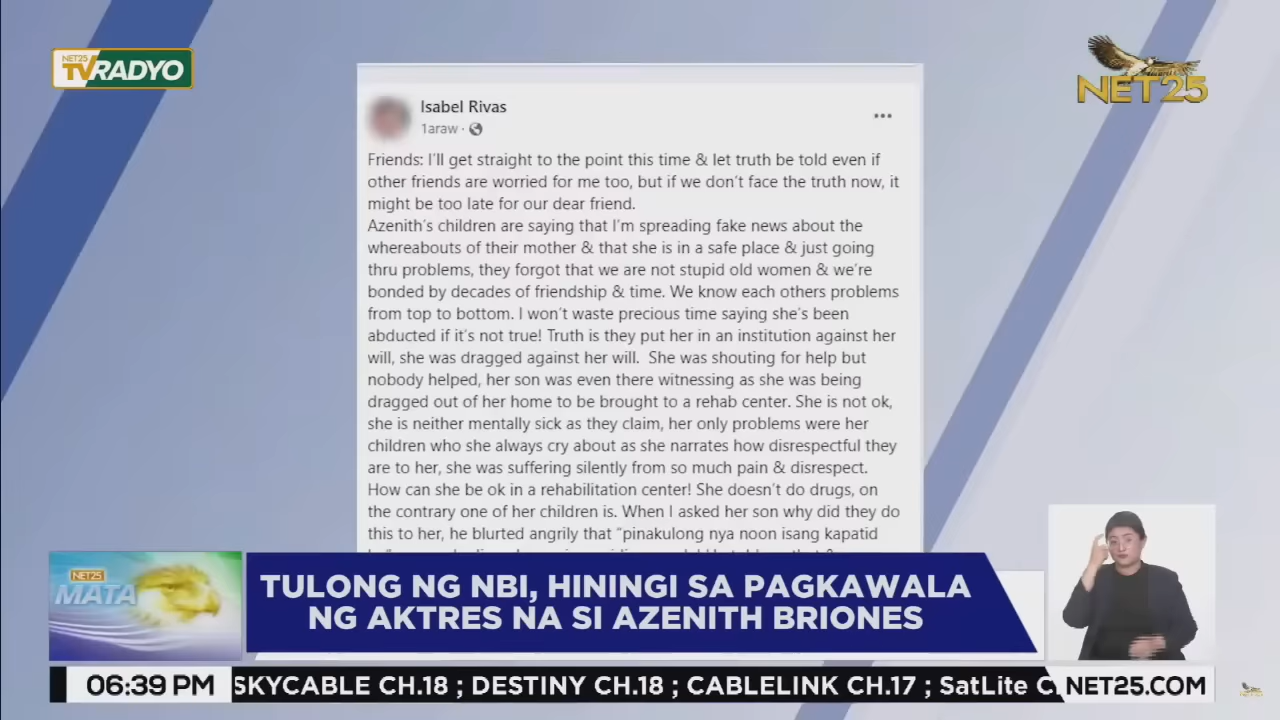 NET25
TV RADYO
NET25
Isabel Rivas
1araw ·
Friends: I'll get straight to the point this time & let truth be told even if
other friends are worried for me too, but if we don't face the truth now, it
might be too late for our dear friend.
Azenith's children are saying that I'm spreading fake news about the
whereabouts of their mother & that she is in a safe place & just going
thru problems, they forgot that we are not stupid old women & we're
bonded by decades of friendship & time. We know each others problems
from top to bottom. I won't waste precious time saying she's been
abducted if it's not true! Truth is they put her in an institution against her
will, she was dragged against her will. She was shouting for help but
nobody helped, her son was even there witnessing as she was being
dragged out of her home to be brought to a rehab center. She is not ok,
she is neither mentally sick as they claim, her only problems were her
children who she always cry about as she narrates how disrespectful they
are to her, she was suffering silently from so much pain & disrespect.
How can she be ok in a rehabilitation center! She doesn't do drugs, on
the contrary one of her children is. When I asked her son why did they do
this to her, he blurted angrily that "pinakulong nya noon isang kapatid
NET25
MATA
TULONG NG NBI, HININGI SA PAGKAWALA
NG AKTRES NA SI AZENITH BRIONES
06:39 PM
SKYCABLE CH.18 ; DESTINY CH.18 ; CABLELINK CH.17 ; SatLite C
NET25.COM
NET25